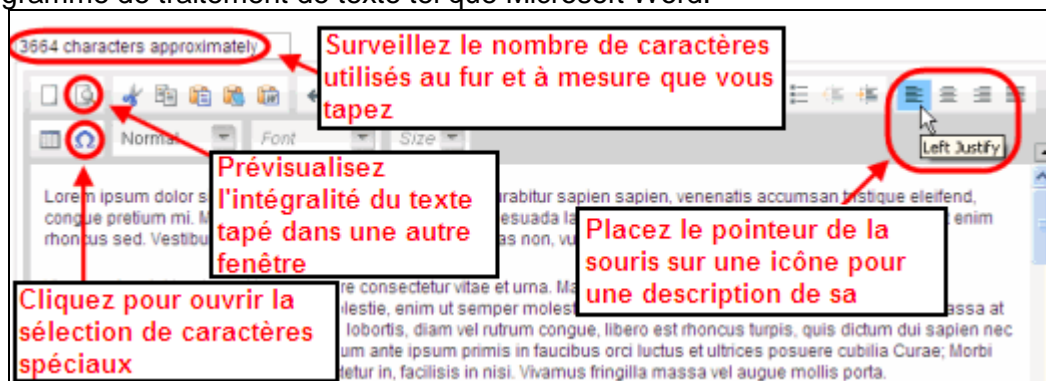 gramme de traitement de texte tel que Microsoft Word.
3664 characters approximately
Surveillez le nombre de caractères
utilisés au fur et à mesure que vous
tapez
Normal Font Size
Left Justify
Prévisualisez
l'intégralité du texte
tapé dans une autre
fenêtre
Placez le pointeur de la
souris sur une icône pour
une description de sa
Cliquez pour ouvrir la
sélection de caractères
spéciaux
Lorem ipsum dolor s urabitur sapien sapien, venenatis accumsan tristique eleifend,
congue pretium mi. M esuada la t enim
rhoncus sed. Vestibu as non, vu
re consectetur vitae et urna. Ma
olestie, enim ut semper molest assa at
lobortis, diam vel rutrum congue, libero est rhoncus turpis, quis dictum dui sapien nec
um ante ipsum primis in faucibus orci luctus et ultrices posuere cubilia Curae; Morbi
detur in, facilisis in nisi. Vivamus fringilla massa vel augue mollis porta.